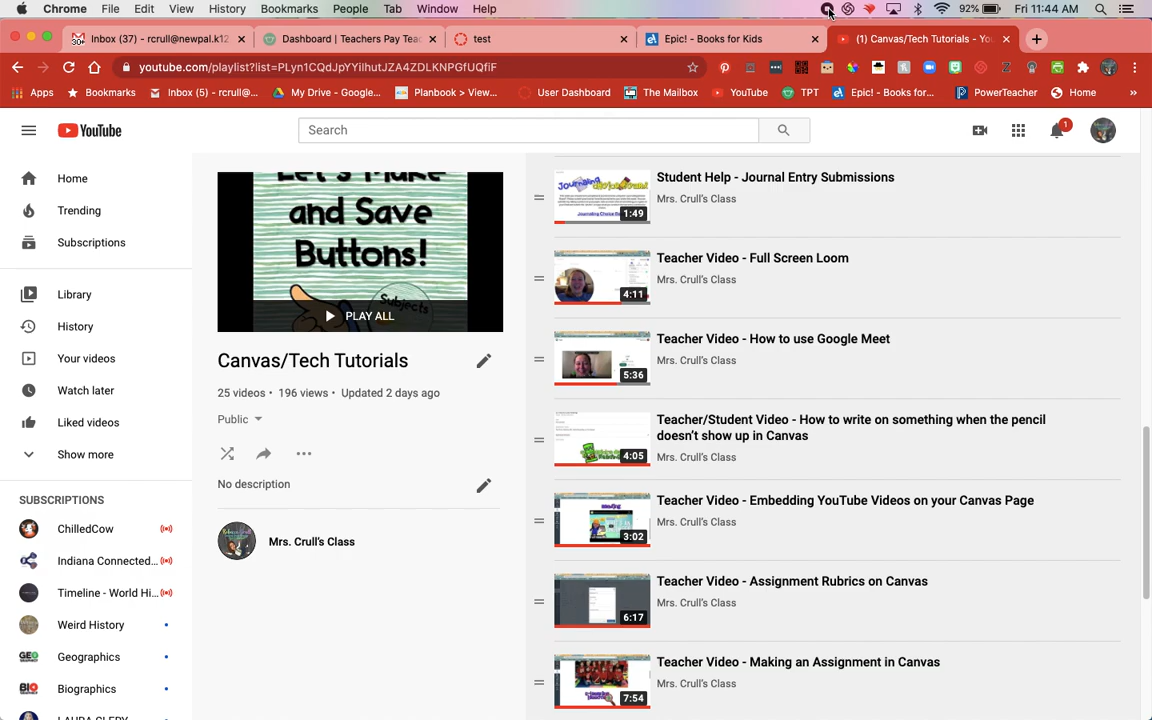 Chrome File Edit View History Bookmarks People Tab Window Help 92% Fri 11:44 AM
30+ Inbox (37) - rcrull@newpal.k12 Dashboard | Teachers Pay Teac test Epic! - Books for Kids (1) Canvas/Tech Tutorials - You
youtube.com/playlist?list=PLyn1CQdJpYYiIhutJZA4ZDLKNPGfUQfiF
Apps Bookmarks Inbox (5) - rcrull@... My Drive - Google... Planbook > View... User Dashboard The Mailbox YouTube TPT Epic! - Books for... PowerTeacher Home »
YouTube
Search
1
Home
Trending
Subscriptions
Library
History
Your videos
Watch later
Liked videos
Show more
SUBSCRIPTIONS
ChilledCow
Indiana Connected...
Timeline - World Hi...
Weird History
Geographics
Biographics
LAURA CLERY
Let's Make
and Save
Buttons!
Subjects
PLAY ALL
Canvas/Tech Tutorials
25 videos • 196 views • Updated 2 days ago
Public
No description
Mrs. Crull's Class
1:49
Student Help - Journal Entry Submissions
Mrs. Crull's Class
4:11
Teacher Video - Full Screen Loom
Mrs. Crull's Class
5:36
Teacher Video - How to use Google Meet
Mrs. Crull's Class
4:05
Teacher/Student Video - How to write on something when the pencil
doesn't show up in Canvas
Mrs. Crull's Class
3:02
Teacher Video - Embedding YouTube Videos on your Canvas Page
Mrs. Crull's Class
6:17
Teacher Video - Assignment Rubrics on Canvas
Mrs. Crull's Class
7:54
Teacher Video - Making an Assignment in Canvas
Mrs. Crull's Class